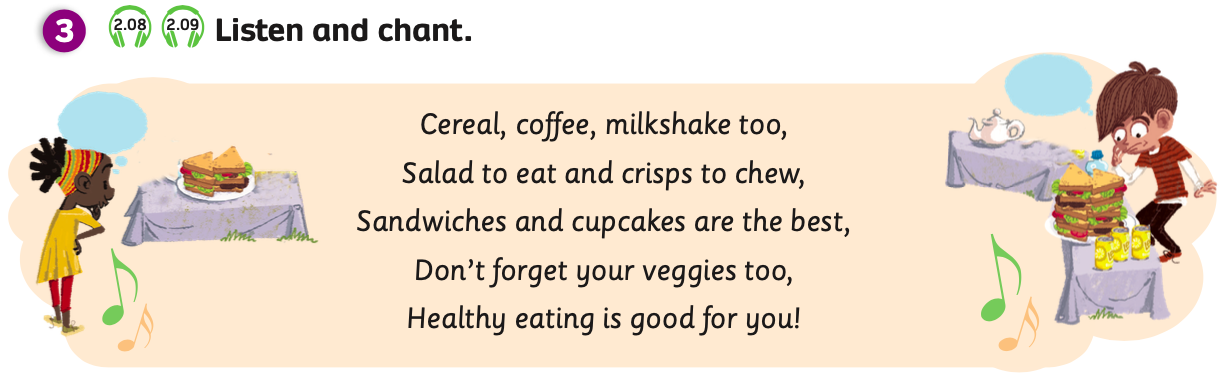 3 2.08 2.09 Listen and chant.
Cereal, coffee, milkshake too,
Salad to eat and crisps to chew,
Sandwiches and cupcakes are the best,
Don't forget your veggies too,
Healthy eating is good for you!